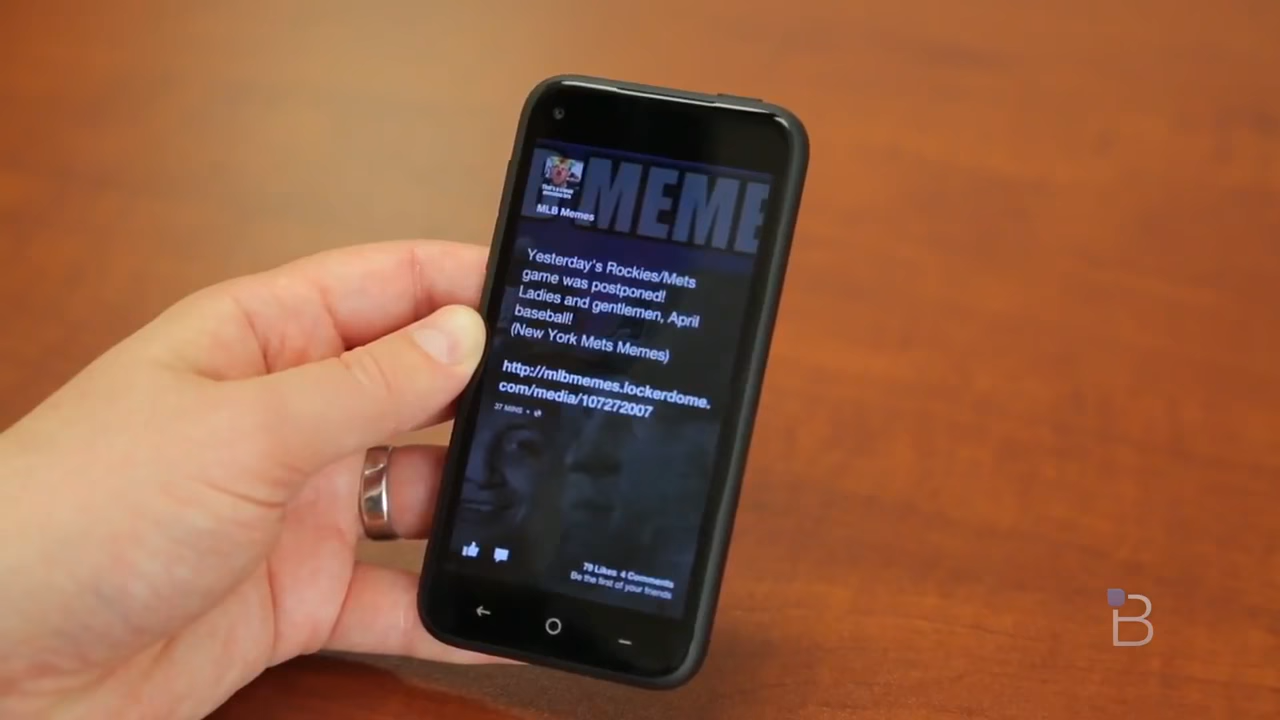 MEME
MLB Memes
Yesterday's Rockies/Mets
game was postponed!
Ladies and gentlemen, April
baseball!
(New York Mets Memes)
http://mlbmemes.lockerdome.
com/media/107272007
37 MINS
79 Likes 4 Comments
Be the first of your friends
B